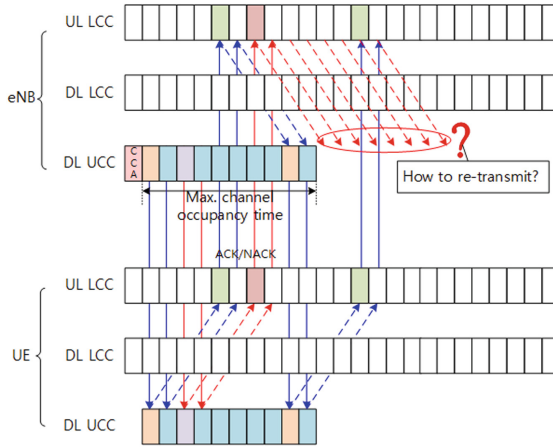 UL LCC
eNB
DL LCC
DL UCC
C
C
A
?
How to re-transmit?
Max. channel
occupancy time
ACK/NACK
UL LCC
UE
DL LCC
DL UCC